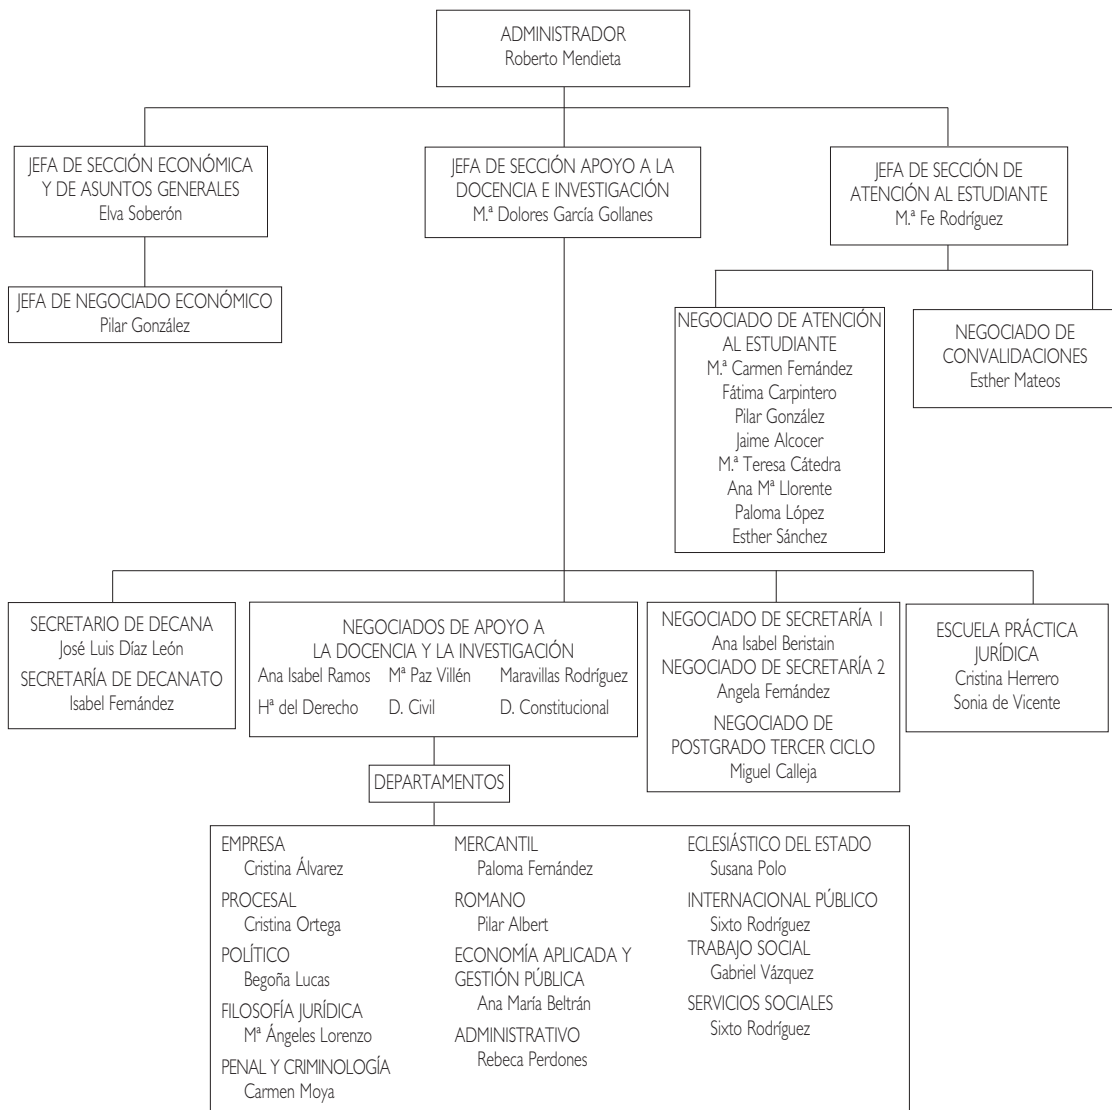 ADMINISTRADOR
Roberto Mendieta
JEFA DE SECCIÓN ECONÓMICA
Y DE ASUNTOS GENERALES
Elva Soberón
JEFA DE SECCIÓN APOYO A LA
DOCENCIA E INVESTIGACIÓN
M.ª Dolores García Gollanes
JEFA DE SECCIÓN DE
ATENCIÓN AL ESTUDIANTE
M.ª Fe Rodríguez
JEFA DE NEGOCIADO ECONÓMICO
Pilar González
NEGOCIADO DE ATENCIÓN
AL ESTUDIANTE
M.ª Carmen Fernández
Fátima Carpintero
Pilar González
Jaime Alcocer
M.ª Teresa Cátedra
Ana Mª Llorente
Paloma López
Esther Sánchez
NEGOCIADO DE
CONVALIDACIONES
Esther Mateos
SECRETARIO DE DECANA
José Luis Díaz León
SECRETARÍA DE DECANATO
Isabel Fernández
NEGOCIADOS DE APOYO A
LA DOCENCIA Y LA INVESTIGACIÓN
Ana Isabel Ramos Mª Paz Villén Maravillas Rodríguez
Hª del Derecho D. Civil D. Constitucional
NEGOCIADO DE SECRETARÍA 1
Ana Isabel Beristain
NEGOCIADO DE SECRETARÍA 2
Angela Fernández
NEGOCIADO DE
POSTGRADO TERCER CICLO
Miguel Calleja
ESCUELA PRÁCTICA
JURÍDICA
Cristina Herrero
Sonia de Vicente
DEPARTAMENTOS
EMPRESA
Cristina Álvarez
PROCESAL
Cristina Ortega
POLÍTICO
Begoña Lucas
FILOSOFÍA JURÍDICA
Mª Ángeles Lorenzo
PENAL Y CRIMINOLOGÍA
Carmen Moya
MERCANTIL
Paloma Fernández
ROMANO
Pilar Albert
ECONOMÍA APLICADA Y
GESTIÓN PÚBLICA
Ana María Beltrán
ADMINISTRATIVO
Rebeca Perdones
ECLESIÁSTICO DEL ESTADO
Susana Polo
INTERNACIONAL PÚBLICO
Sixto Rodríguez
TRABAJO SOCIAL
Gabriel Vázquez
SERVICIOS SOCIALES
Sixto Rodríguez